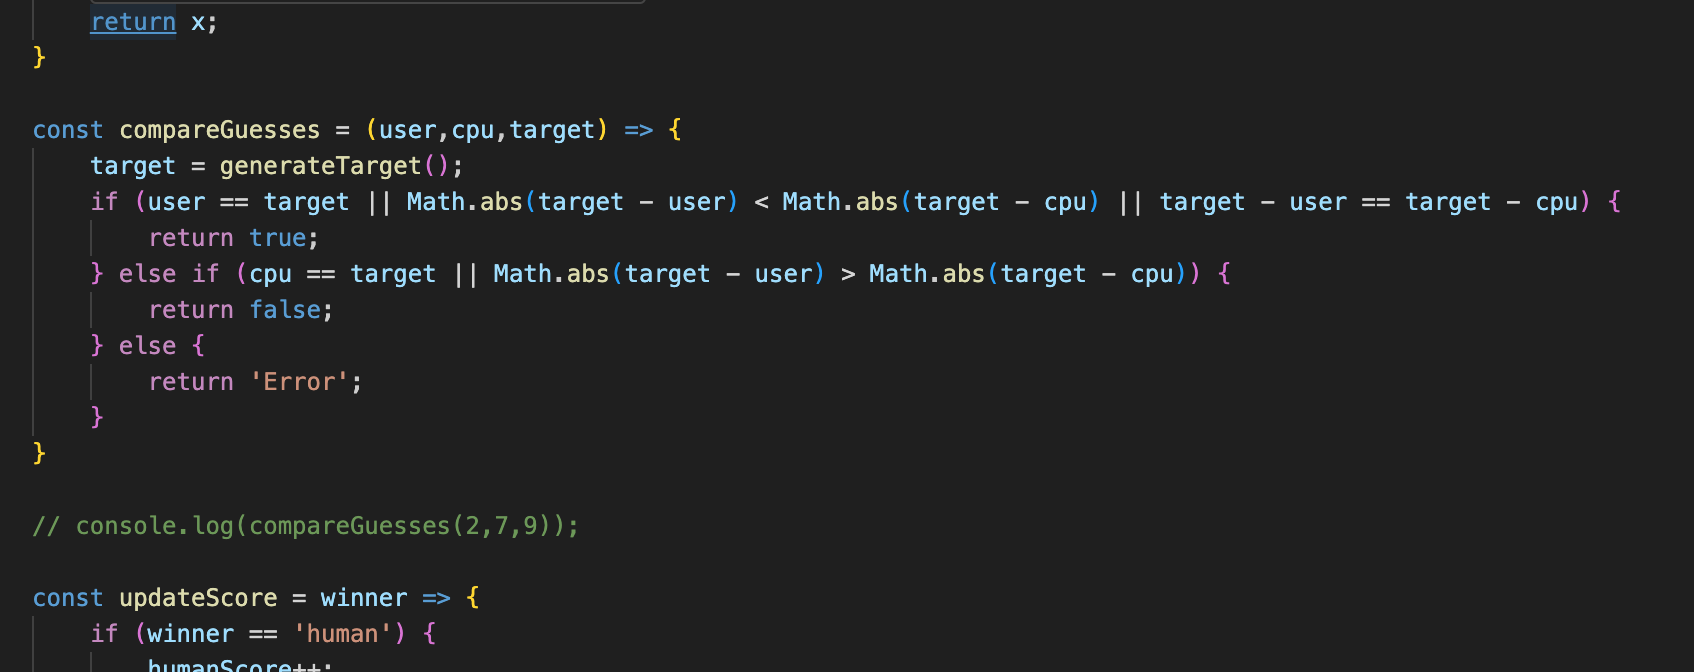 return x;
}
const compareGuesses = (user,cpu,target) => {
target = generateTarget();
if (user == target || Math.abs(target - user) < Math.abs(target - cpu) || target - user == target - cpu) {
return true;
} else if (cpu == target || Math.abs(target - user) > Math.abs(target - cpu)) {
return false;
} else {
return 'Error';
}
}
// console.log(compareGuesses(2,7,9));
const updateScore = winner => {
if (winner == 'human') {
humanScore++;